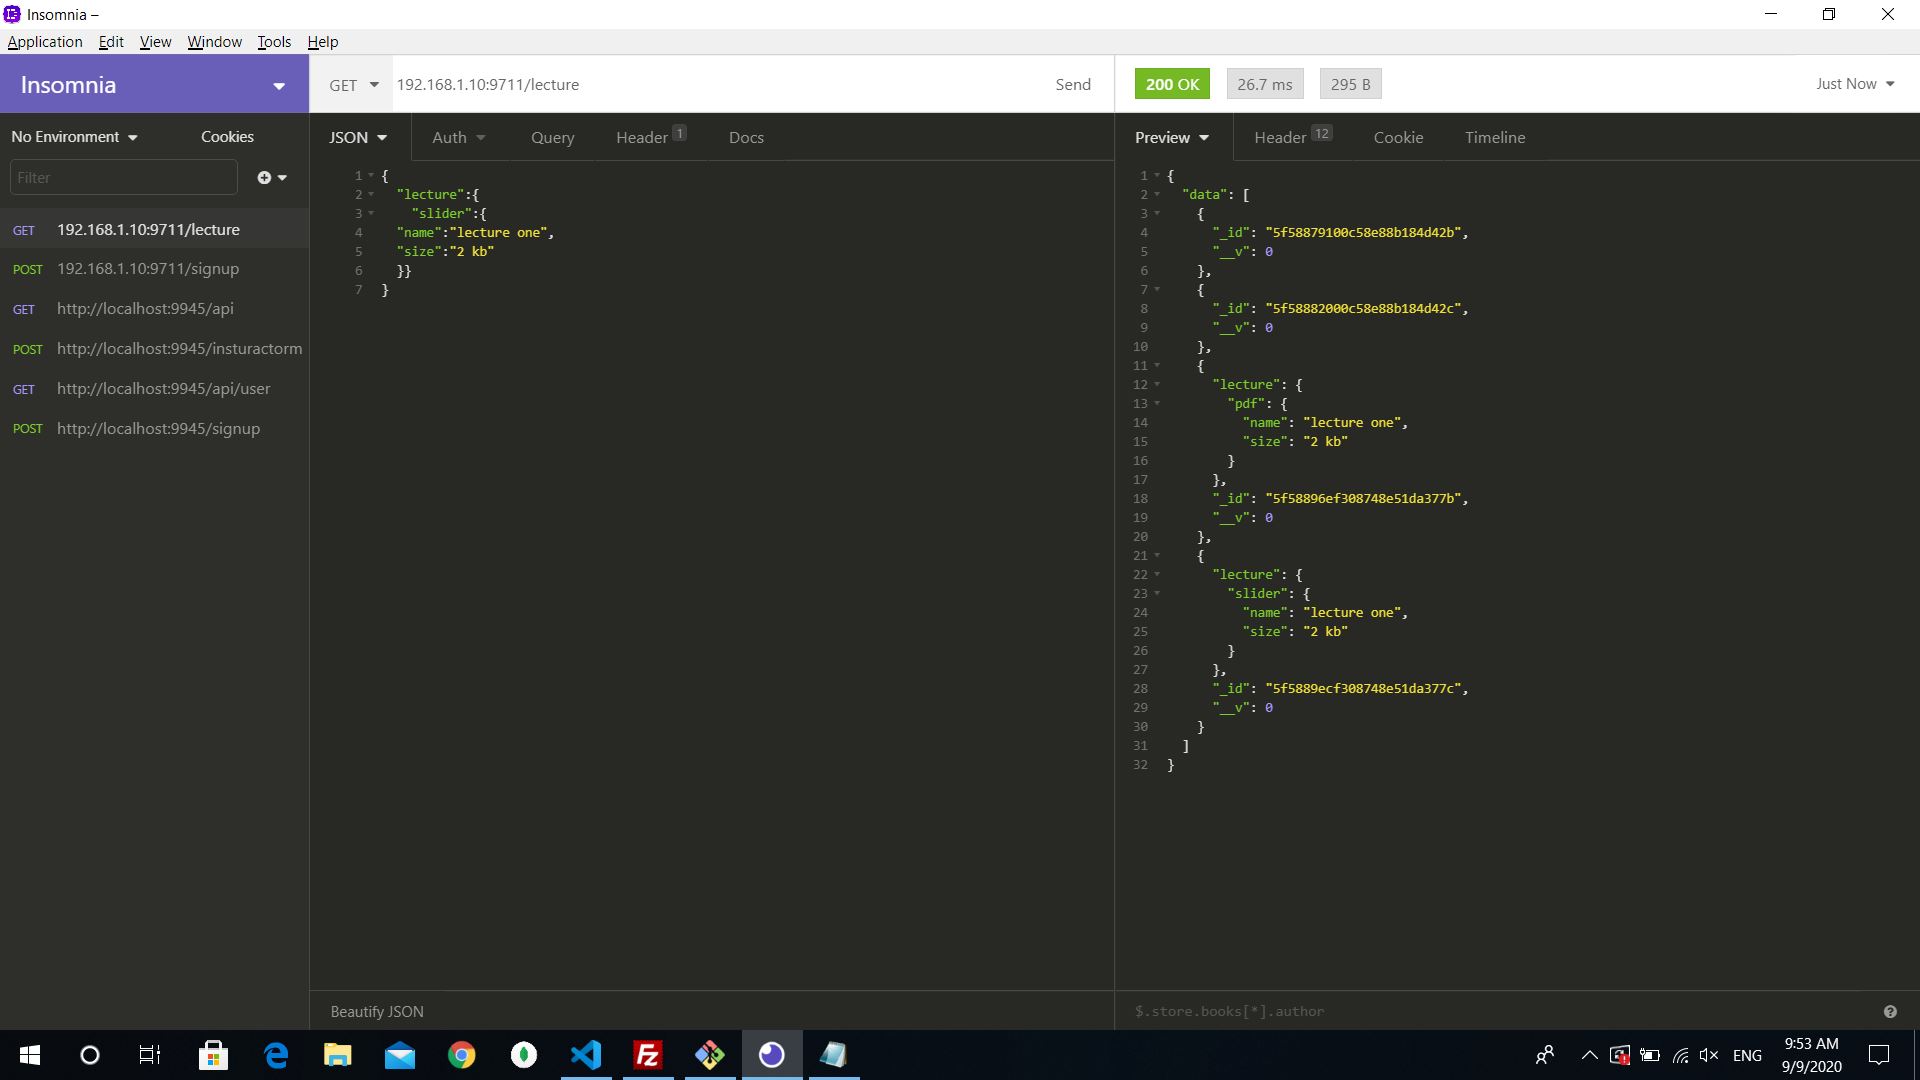 Insomnia –
Application Edit View Window Tools Help
Insomnia
GET 192.168.1.10:9711/lecture Send
200 OK 26.7 ms 295 B Just Now
No Environment Cookies
JSON Auth Query Header 1 Docs
Preview Header 12 Cookie Timeline
Filter
GET 192.168.1.10:9711/lecture
POST 192.168.1.10:9711/signup
GET http://localhost:9945/api
POST http://localhost:9945/insturactorm
GET http://localhost:9945/api/user
POST http://localhost:9945/signup
1 {
2 "lecture":{
3 "slider":{
4 "name":"lecture one",
5 "size":"2 kb"
6 }}
7 }
Beautify JSON
1 {
2 "data": [
3 {
4 "_id": "5f58879100c58e88b184d42b",
5 "__v": 0
6 },
7 {
8 "_id": "5f58882000c58e88b184d42c",
9 "__v": 0
10 },
11 {
12 "lecture": {
13 "pdf": {
14 "name": "lecture one",
15 "size": "2 kb"
16 }
17 },
18 "_id": "5f58896ef308748e51da377b",
19 "__v": 0
20 },
21 {
22 "lecture": {
23 "slider": {
24 "name": "lecture one",
25 "size": "2 kb"
26 }
27 },
28 "_id": "5f5889ecf308748e51da377c",
29 "__v": 0
30 }
31 ]
32 }
$.store.books[*].author
ENG
9:53 AM
9/9/2020